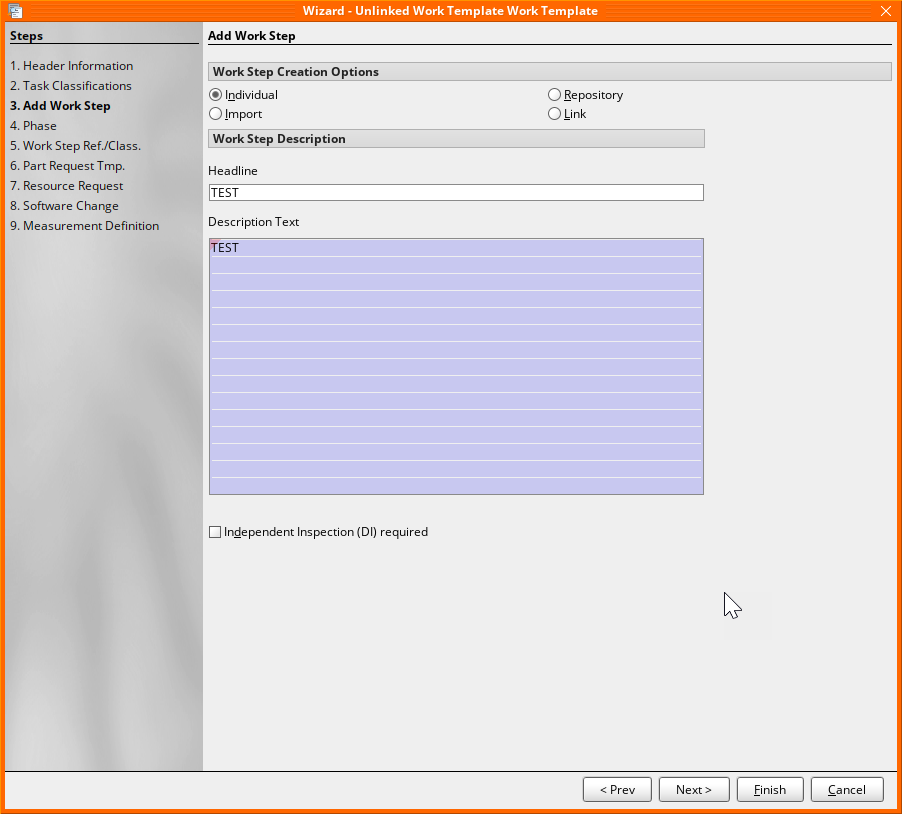 Wizard - Unlinked Work Template Work Template
Steps
1. Header Information
2. Task Classifications
3. Add Work Step
4. Phase
5. Work Step Ref./Class.
6. Part Request Tmp.
7. Resource Request
8. Software Change
9. Measurement Definition
Add Work Step
Work Step Creation Options
Individual Repository
Import Link
Work Step Description
Headline
TEST
Description Text
TEST
Independent Inspection (DI) required
< Prev Next > Finish Cancel